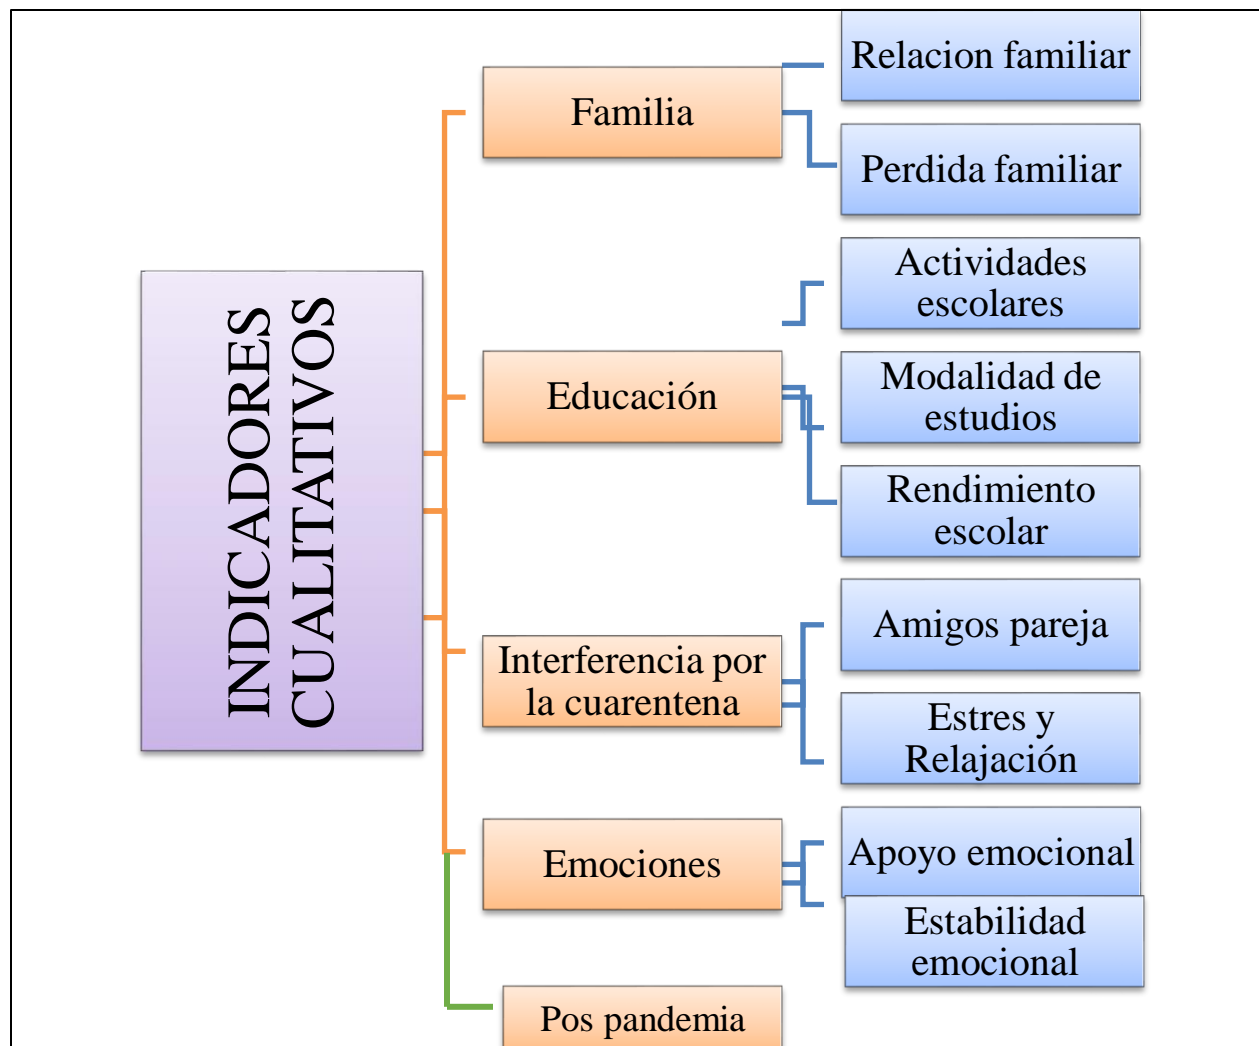 INDICADORES
CUALITATIVOS
Familia
Relacion familiar
Perdida familiar
Educación
Actividades
escolares
Modalidad de
estudios
Rendimiento
escolar
Interferencia por
la cuarentena
Amigos pareja
Estres y
Relajación
Emociones
Apoyo emocional
Estabilidad
emocional
Pos pandemia